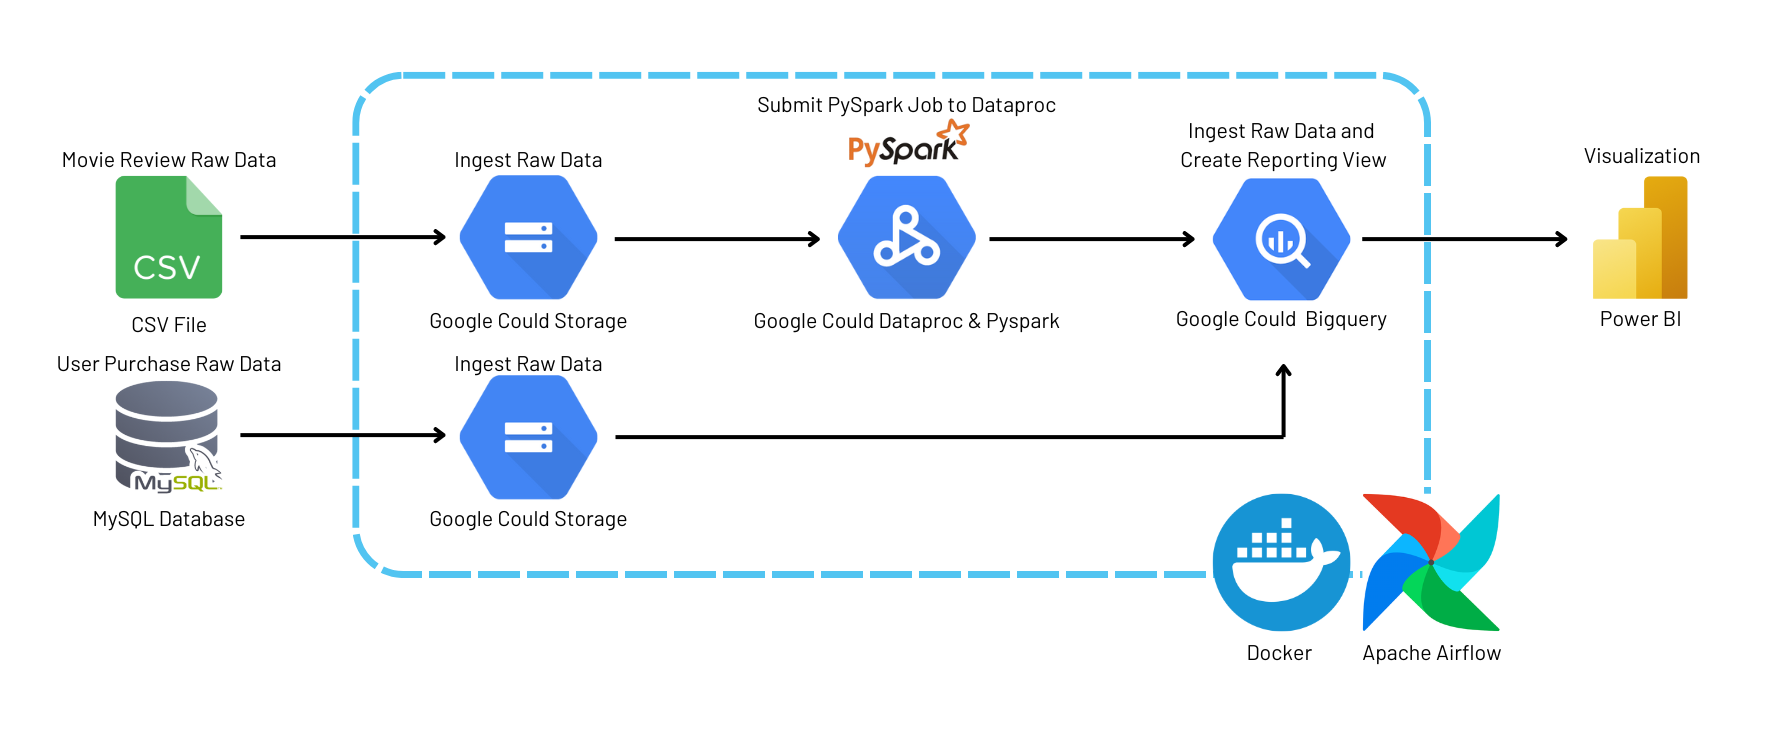 Submit PySpark Job to Dataproc
PySpark
Movie Review Raw Data
CSV
CSV File
Ingest Raw Data
Google Could Storage
Google Could Dataproc & Pyspark
Ingest Raw Data and
Create Reporting View
Google Could Bigquery
Visualization
Power BI
User Purchase Raw Data
MySQL
MySQL Database
Ingest Raw Data
Google Could Storage
Docker
Apache Airflow